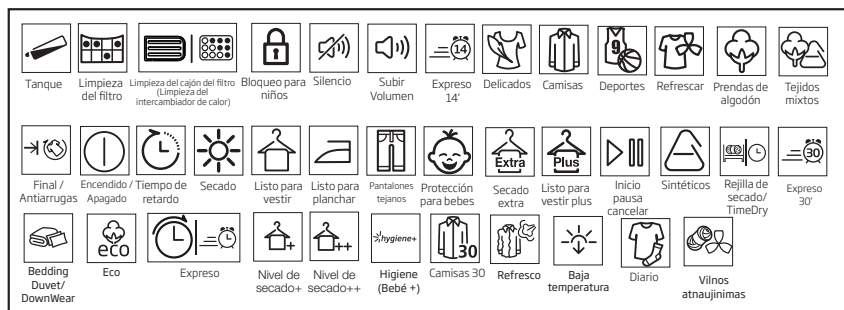 14
9
Tanque
Limpieza
del filtro
Limpieza del cajón del filtro
(Limpieza del
intercambiador de calor)
Bloqueo para
niños
Silencio
Subir
Volumen
Expreso
14'
Delicados
Camisas
Deportes
Refrescar
Prendas de
algodón
Tejidos
mixtos
Extra
Plus
30
Final /
Antiarrugas
Encendido /
Apagado
Tiempo de
retardo
Secado
Listo para
vestir
Listo para
planchar
Pantalones
tejanos
Protección
para bebes
Secado
extra
Listo para
vestir plus
Inicio
pausa
cancelar
Sintéticos
Rejilla de
secado/
TimeDry
Expreso
30'
eco
+
++
hygiene+
30
Bedding
Duvet/
DownWear
Eco
Expreso
Nivel de
secado+
Nivel de
secado++
Higiene
(Bebé +)
Camisas 30
Refresco
Baja
temperatura
Diario
Vilnos
atnaujinimas